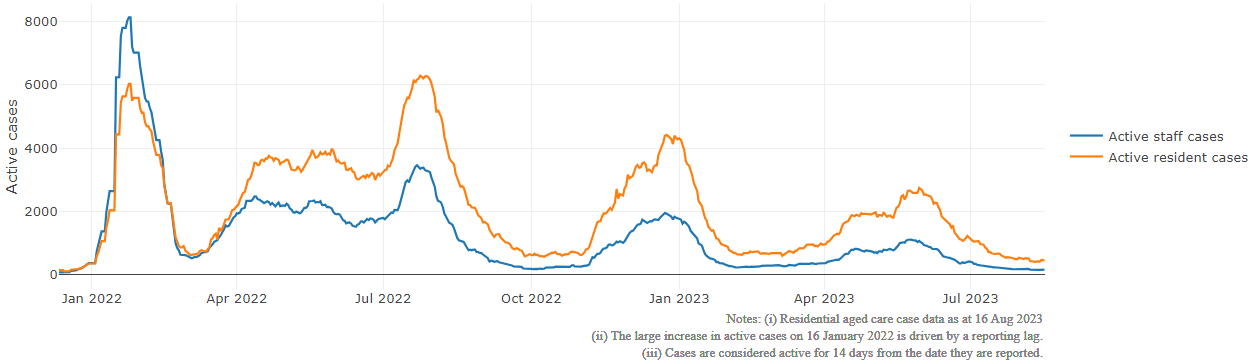 8000
6000
4000
2000
0
Active cases
Jan 2022
Apr 2022
Jul 2022
Oct 2022
Jan 2023
Apr 2023
Jul 2023
Active staff cases
Active resident cases
Notes: (i) Residential aged care case data as at 16 Aug 2023
(ii) The large increase in active cases on 16 January 2022 is driven by a reporting lag.
(iii) Cases are considered active for 14 days from the date they are reported.